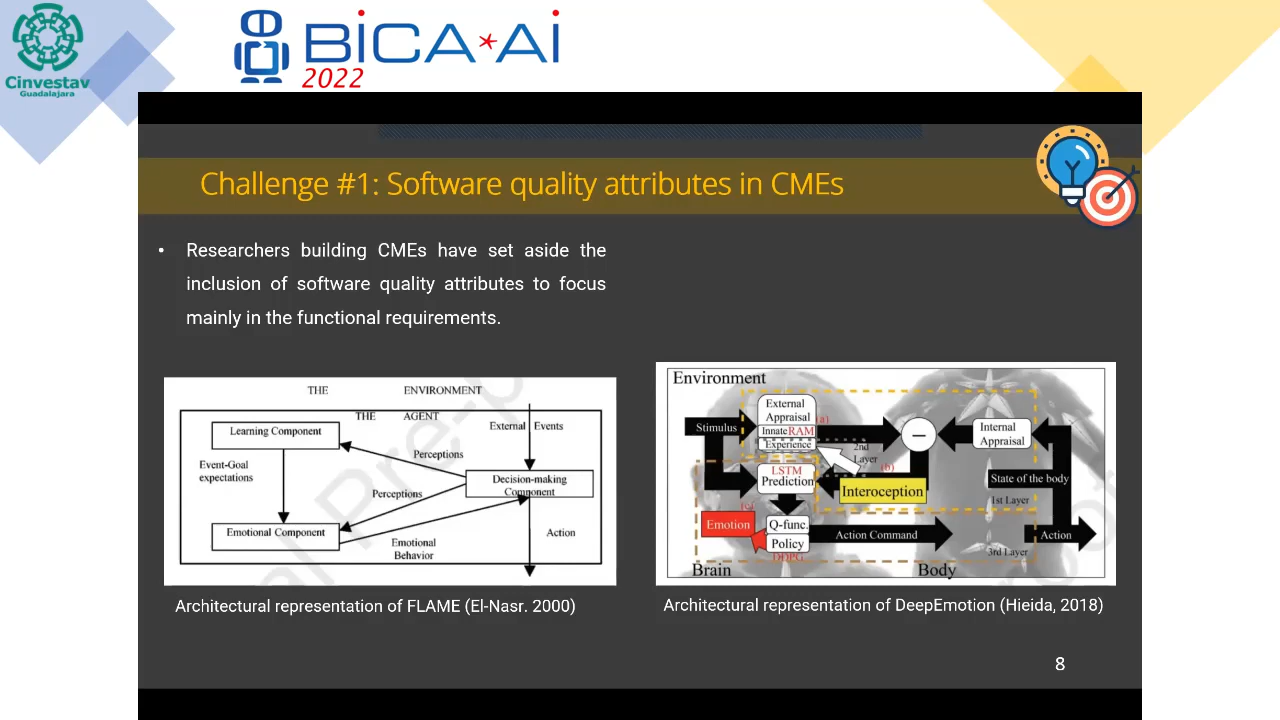 Cinvestav
Guadalajara
BiCA*Ai
2022
Challenge #1: Software quality attributes in CMEs
• Researchers building CMEs have set aside the
inclusion of software quality attributes to focus
mainly in the functional requirements.
THE ENVIRONMENT
THE AGENT
Learning Component
External Events
Perceptions
Event-Goal
expectations
Decision-making
Component
Perceptions
Emotional Component
Emotional
Behavior
Action
Architectural representation of FLAME (El-Nasr. 2000)
Environment
External
Appraisal
Innate RAM
Experience
(a)
Stimulus
2nd
Layer
(b)
Internal
Appraisal
LSTM
Prediction
Interoception
State of the body
1st Layer
Emotion
Q-func.
Policy
DDPG
Action Command
3rd Layer
Action
Brain
Body
Architectural representation of DeepEmotion (Hieida, 2018)
8